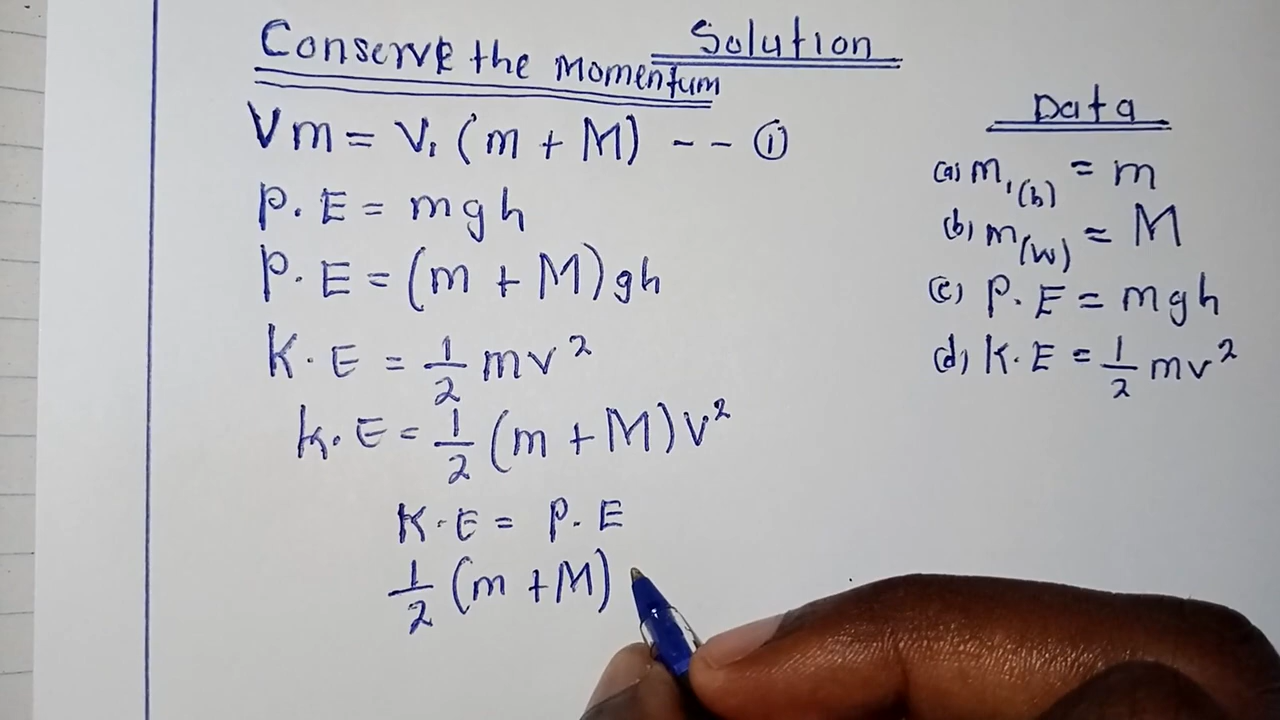 Solution
Conserve the Momentum
Vm = V₁ (m + M) --- ①
P.E = mgh
P.E = (m + M)gh
K.E = 1/2 mv²
K.E = 1/2 (m + M)V²
K.E = P.E
1/2 (m + M)
Data
(a) m₁(b) = m
(b) m(w) = M
(c) P.E = mgh
(d) K.E = 1/2 mv²